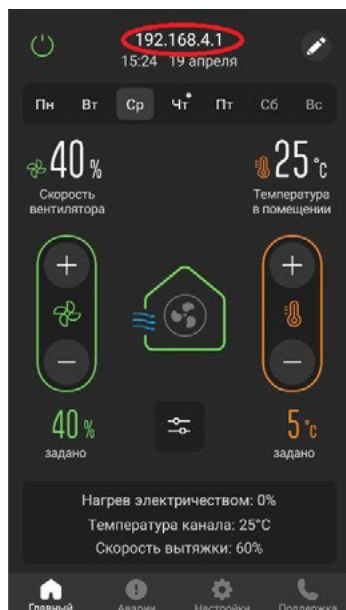 192.168.4.1
15:24 19 апреля
Пн Вт Ср Чт Пт Сб Вс
40 % 25 °c
Скорость вентилятора
Температура в помещении
40 % 5 °c
задано задано
Нагрев электричеством: 0%
Температура канала: 25°C
Скорость вытяжки: 60%
Главный Аварии Настройки Поддержка